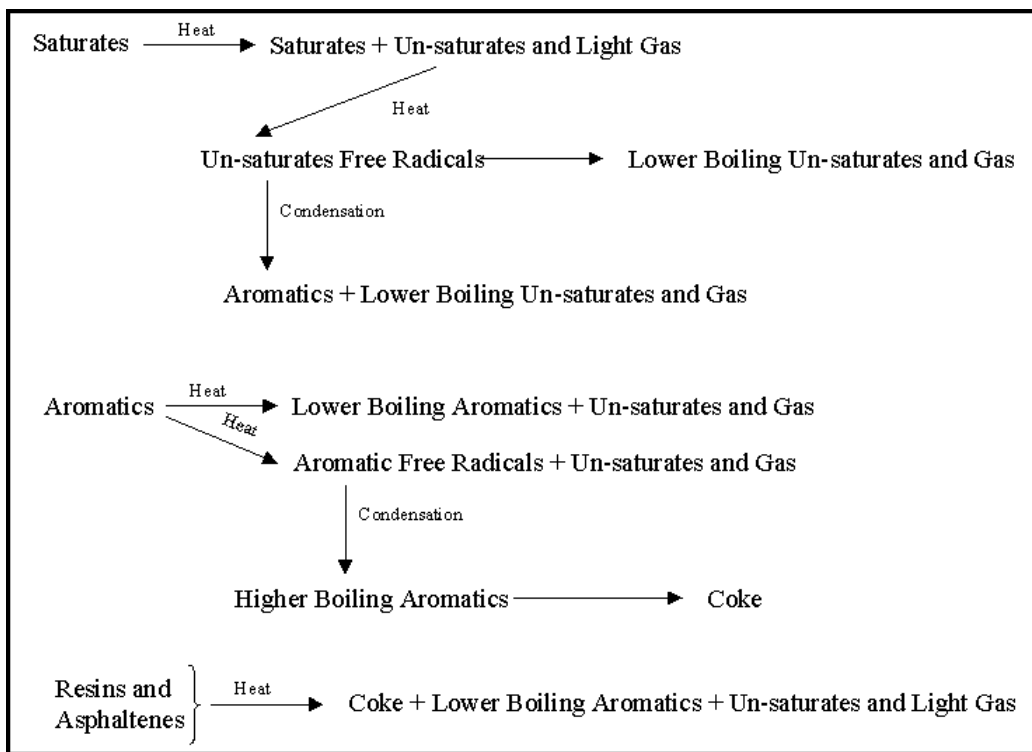 Heat
Saturates Saturates + Un-saturates and Light Gas
Heat
Un-saturates Free Radicals Lower Boiling Un-saturates and Gas
Condensation
Aromatics + Lower Boiling Un-saturates and Gas
Heat
Aromatics Lower Boiling Aromatics + Un-saturates and Gas
Heat
Aromatic Free Radicals + Un-saturates and Gas
Condensation
Higher Boiling Aromatics Coke
Resins and
Asphaltenes
Heat
Coke + Lower Boiling Aromatics + Un-saturates and Light Gas